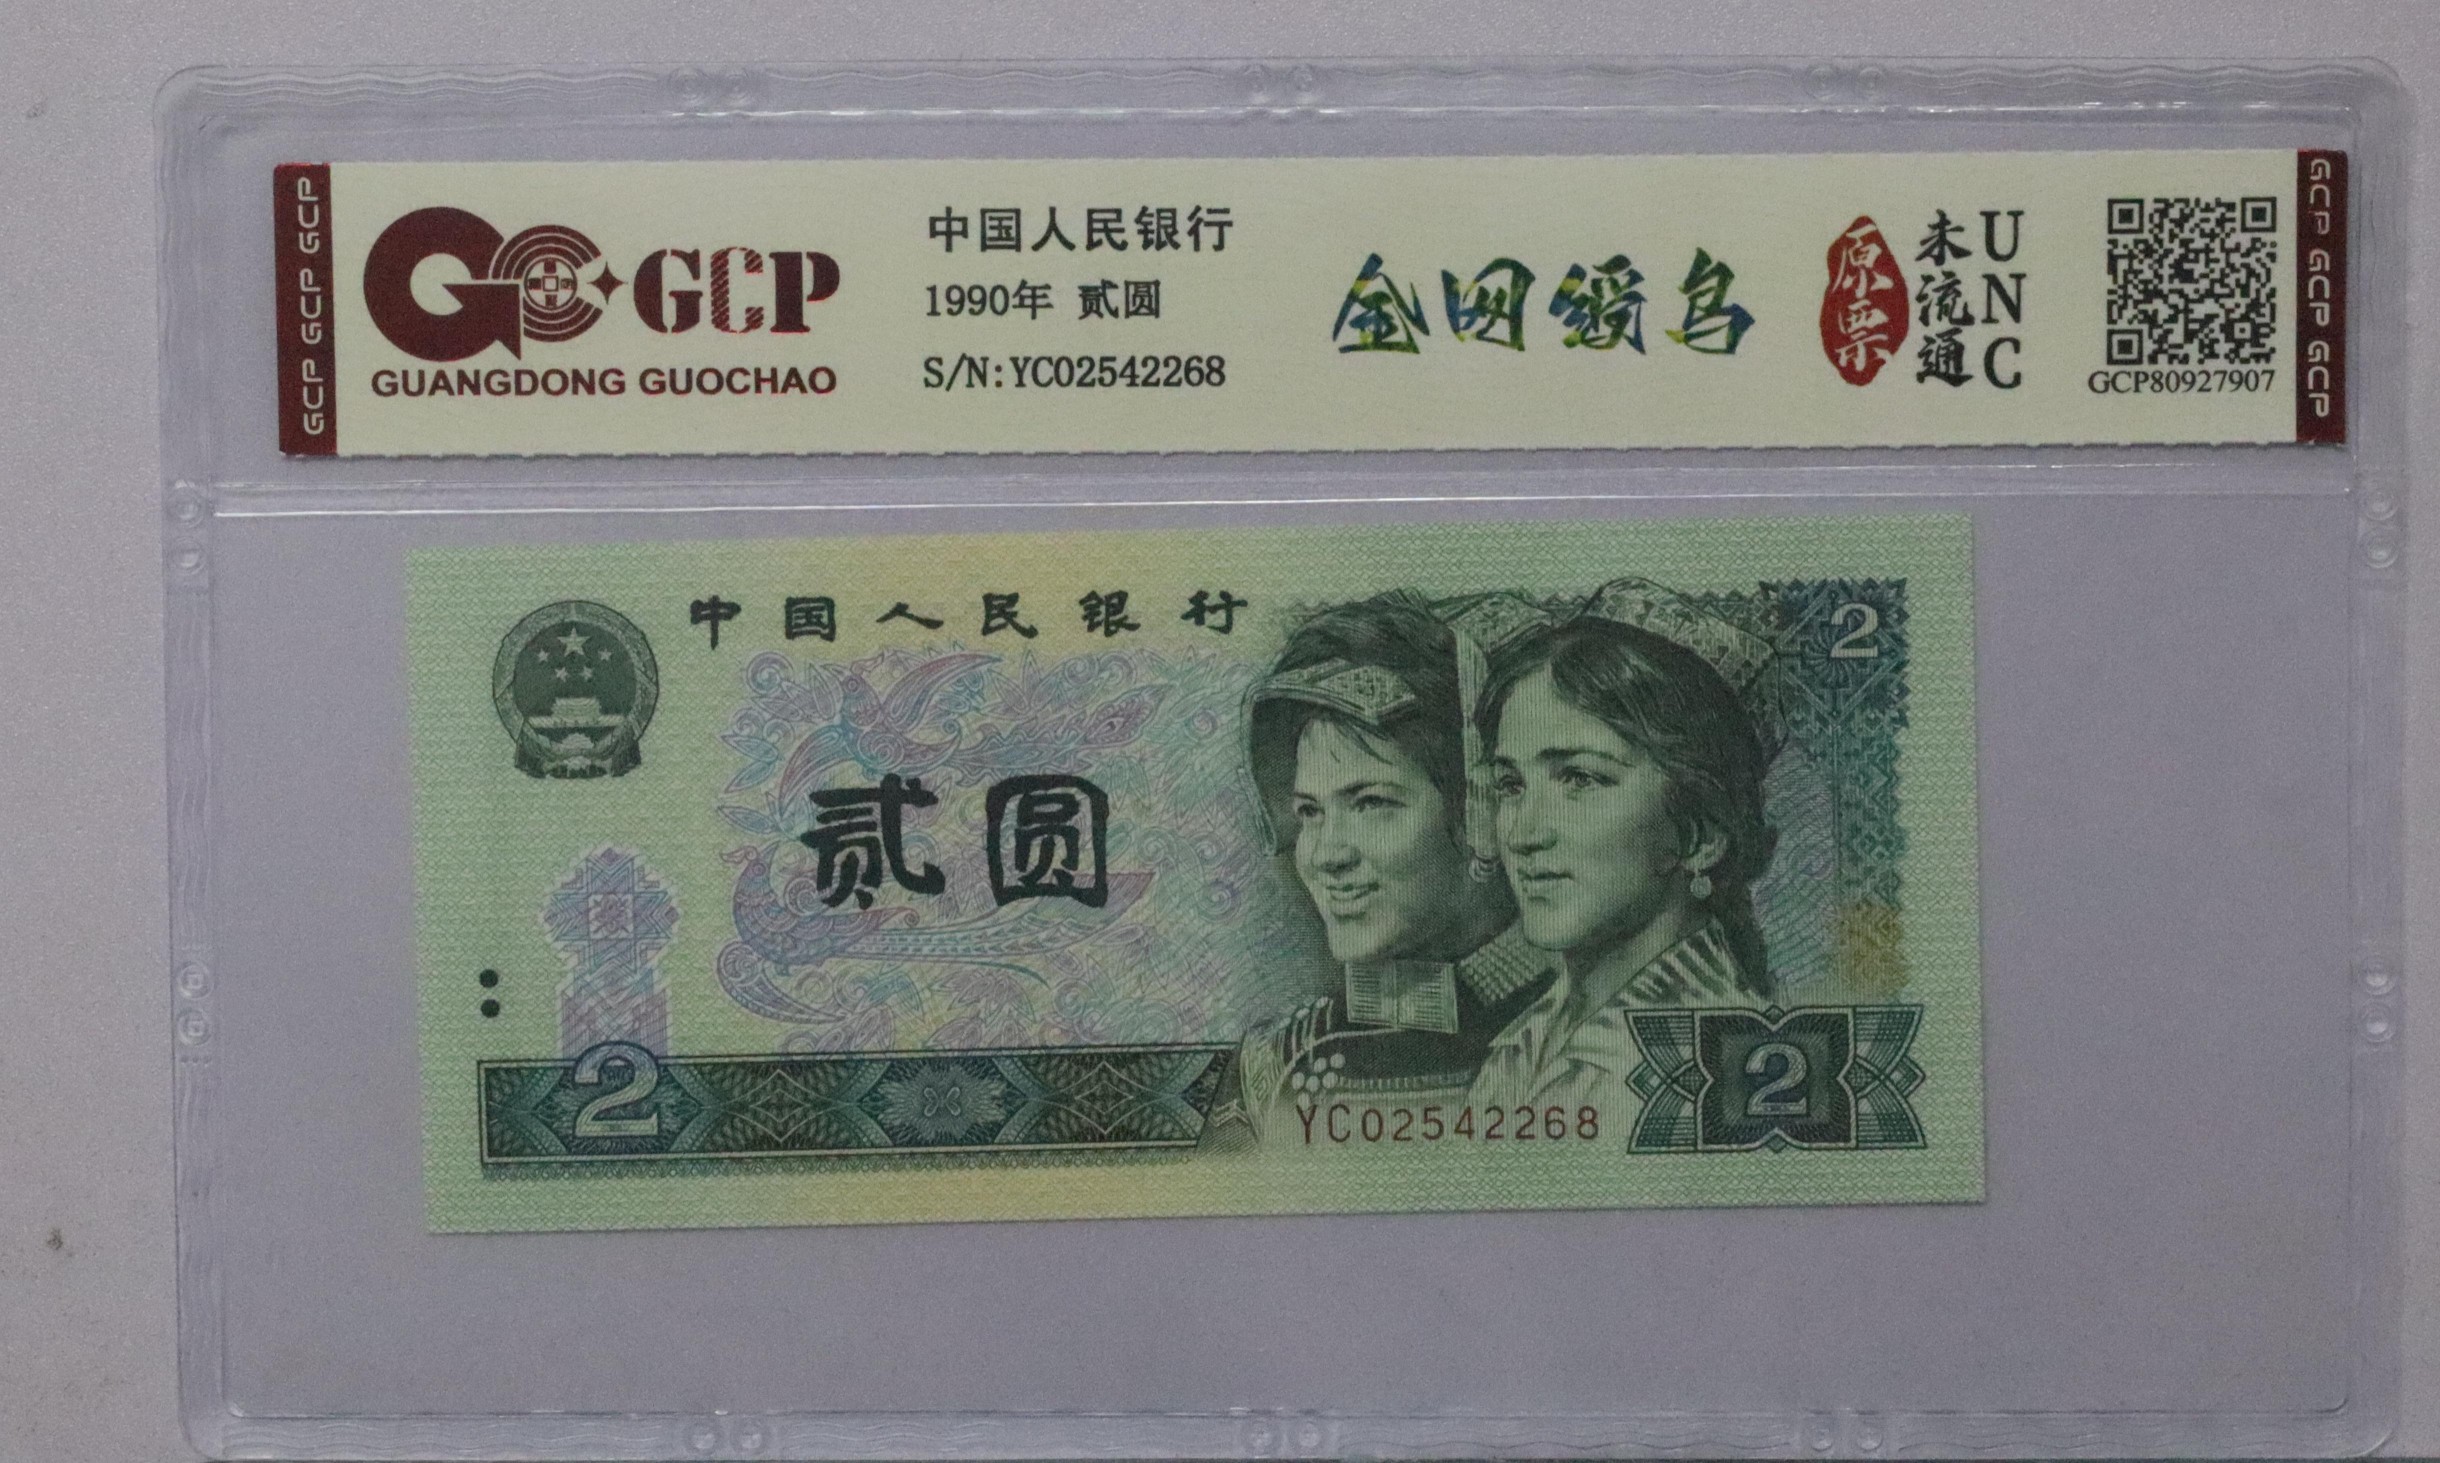 GCP GCP GCP
GCP
GUANGDONG GUOCHAO
中国人民银行
1990年 贰圆
S/N:YC02542268
金网绶鸟
原票
未流通
UNC
GCP80927907
GCP GCP GCP
中国人民银行
2
贰圆
2
YC02542268
2